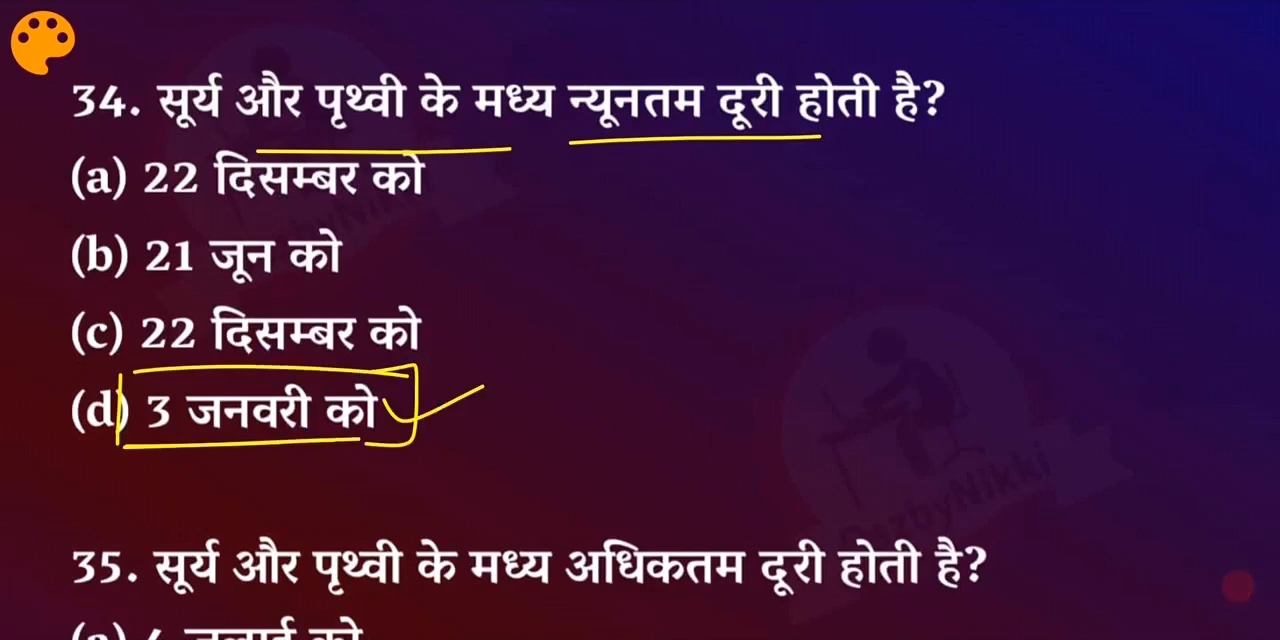 34. सूर्य और पृथ्वी के मध्य न्यूनतम दूरी होती है?
(a) 22 दिसम्बर को
(b) 21 जून को
(c) 22 दिसम्बर को
(d) 3 जनवरी को
35. सूर्य और पृथ्वी के मध्य अधिकतम दूरी होती है?